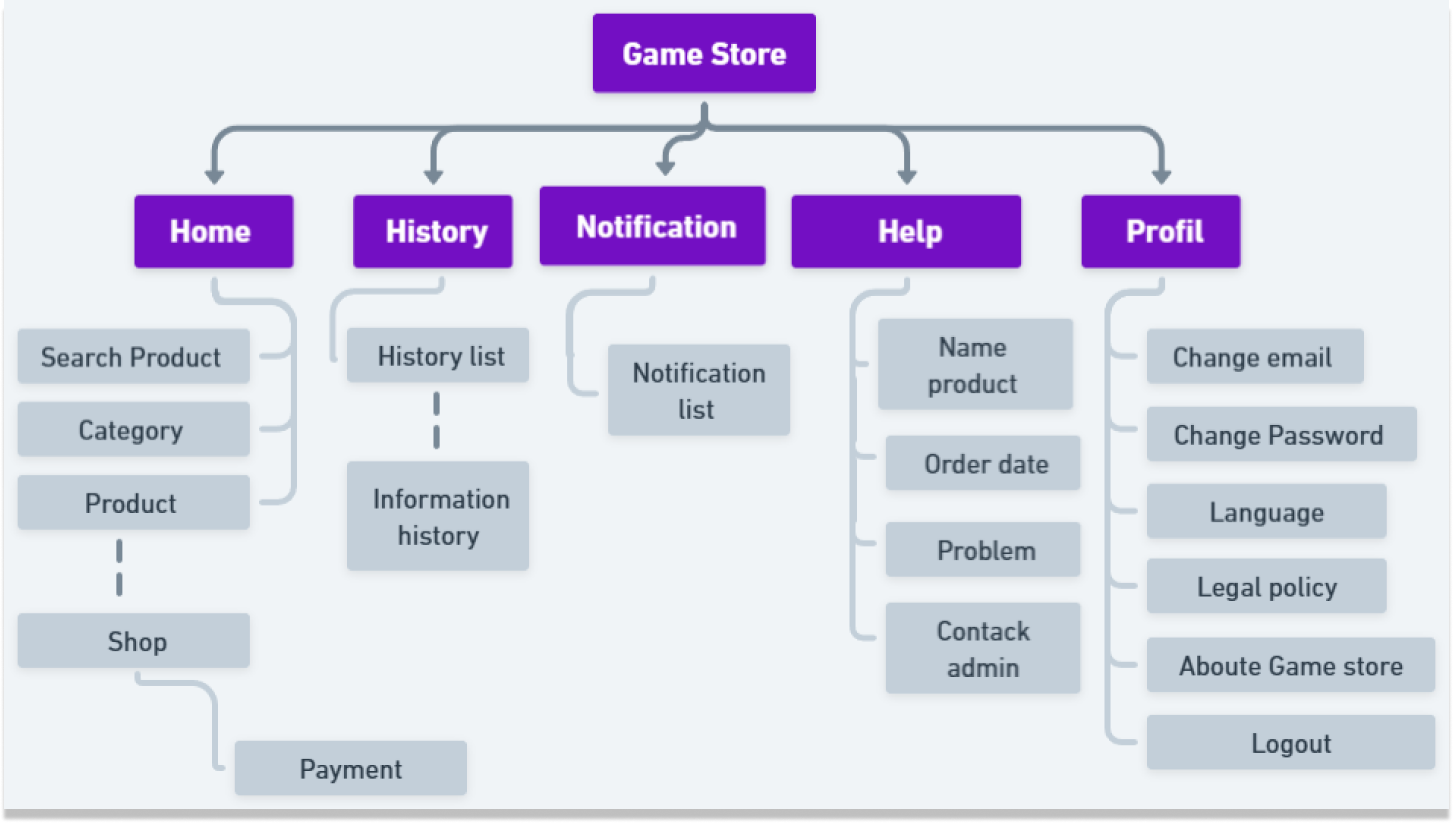 Game Store
Home
History
Notification
Help
Profil
Search Product
Category
Product
Shop
Payment
History list
Information
history
Notification
list
Name
product
Order date
Problem
Contack
admin
Change email
Change Password
Language
Legal policy
Aboute Game store
Logout